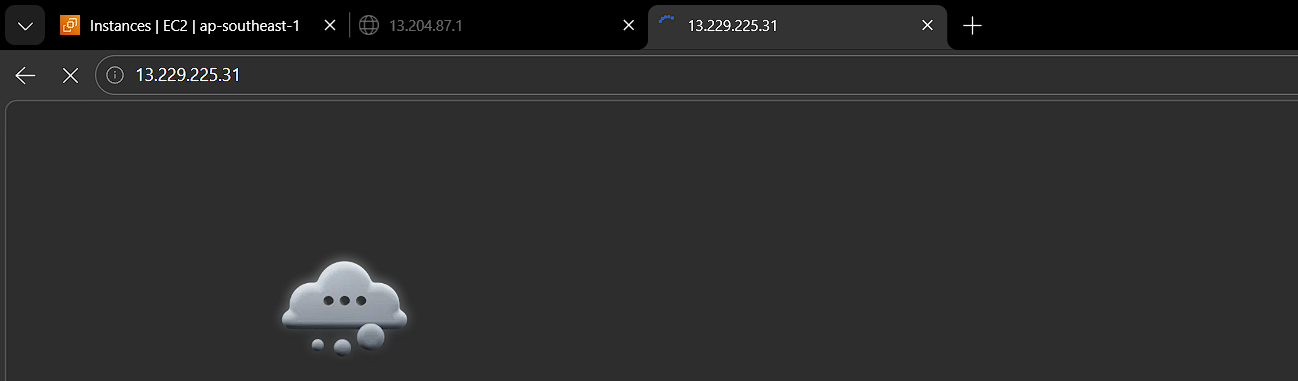 Instances | EC2 | ap-southeast-1
13.204.87.1
13.229.225.31
13.229.225.31